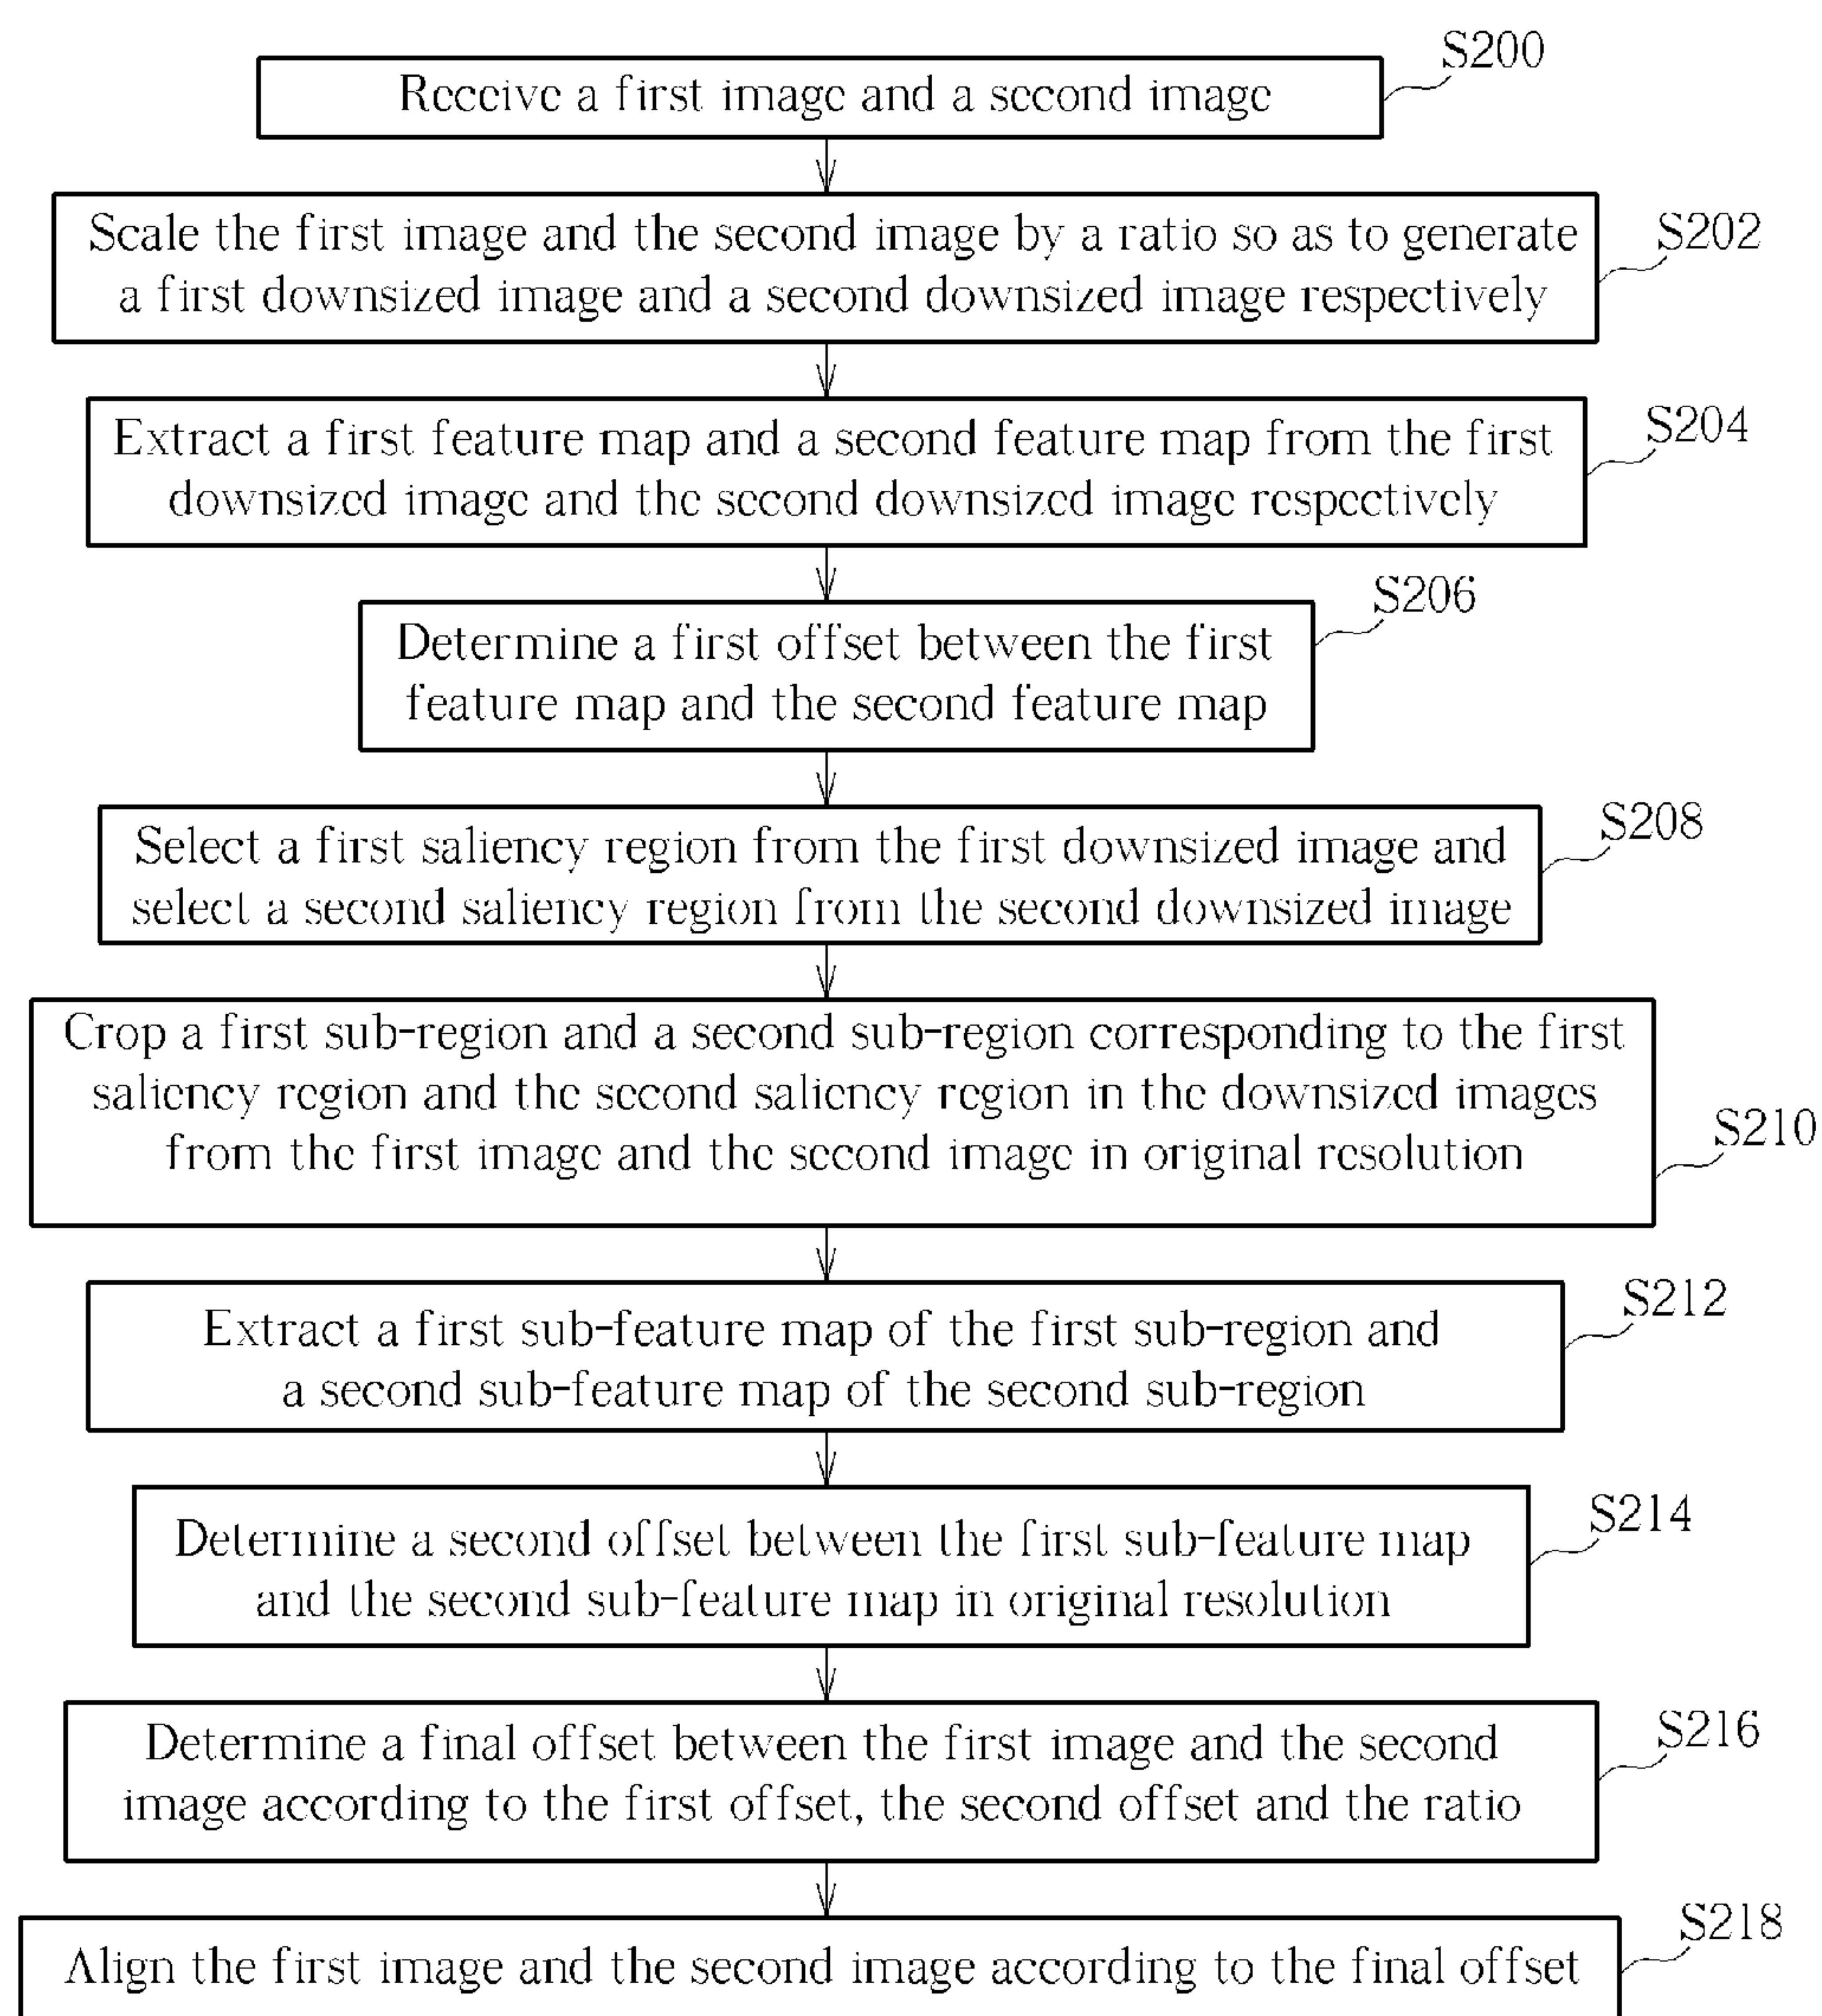 S200
Receive a first image and a second image
S202
Scale the first image and the second image by a ratio so as to generate
a first downsized image and a second downsized image respectively
S204
Extract a first feature map and a second feature map from the first
downsized image and the second downsized image respectively
S206
Determine a first offset between the first
feature map and the second feature map
S208
Select a first saliency region from the first downsized image and
select a second saliency region from the second downsized image
Crop a first sub-region and a second sub-region corresponding to the first
saliency region and the second saliency region in the downsized images
from the first image and the second image in original resolution
S210
S212
Extract a first sub-feature map of the first sub-region and
a second sub-feature map of the second sub-region
S214
Determine a second offset between the first sub-feature map
and the second sub-feature map in original resolution
S216
Determine a final offset between the first image and the second
image according to the first offset, the second offset and the ratio
S218
Align the first image and the second image according to the final offset